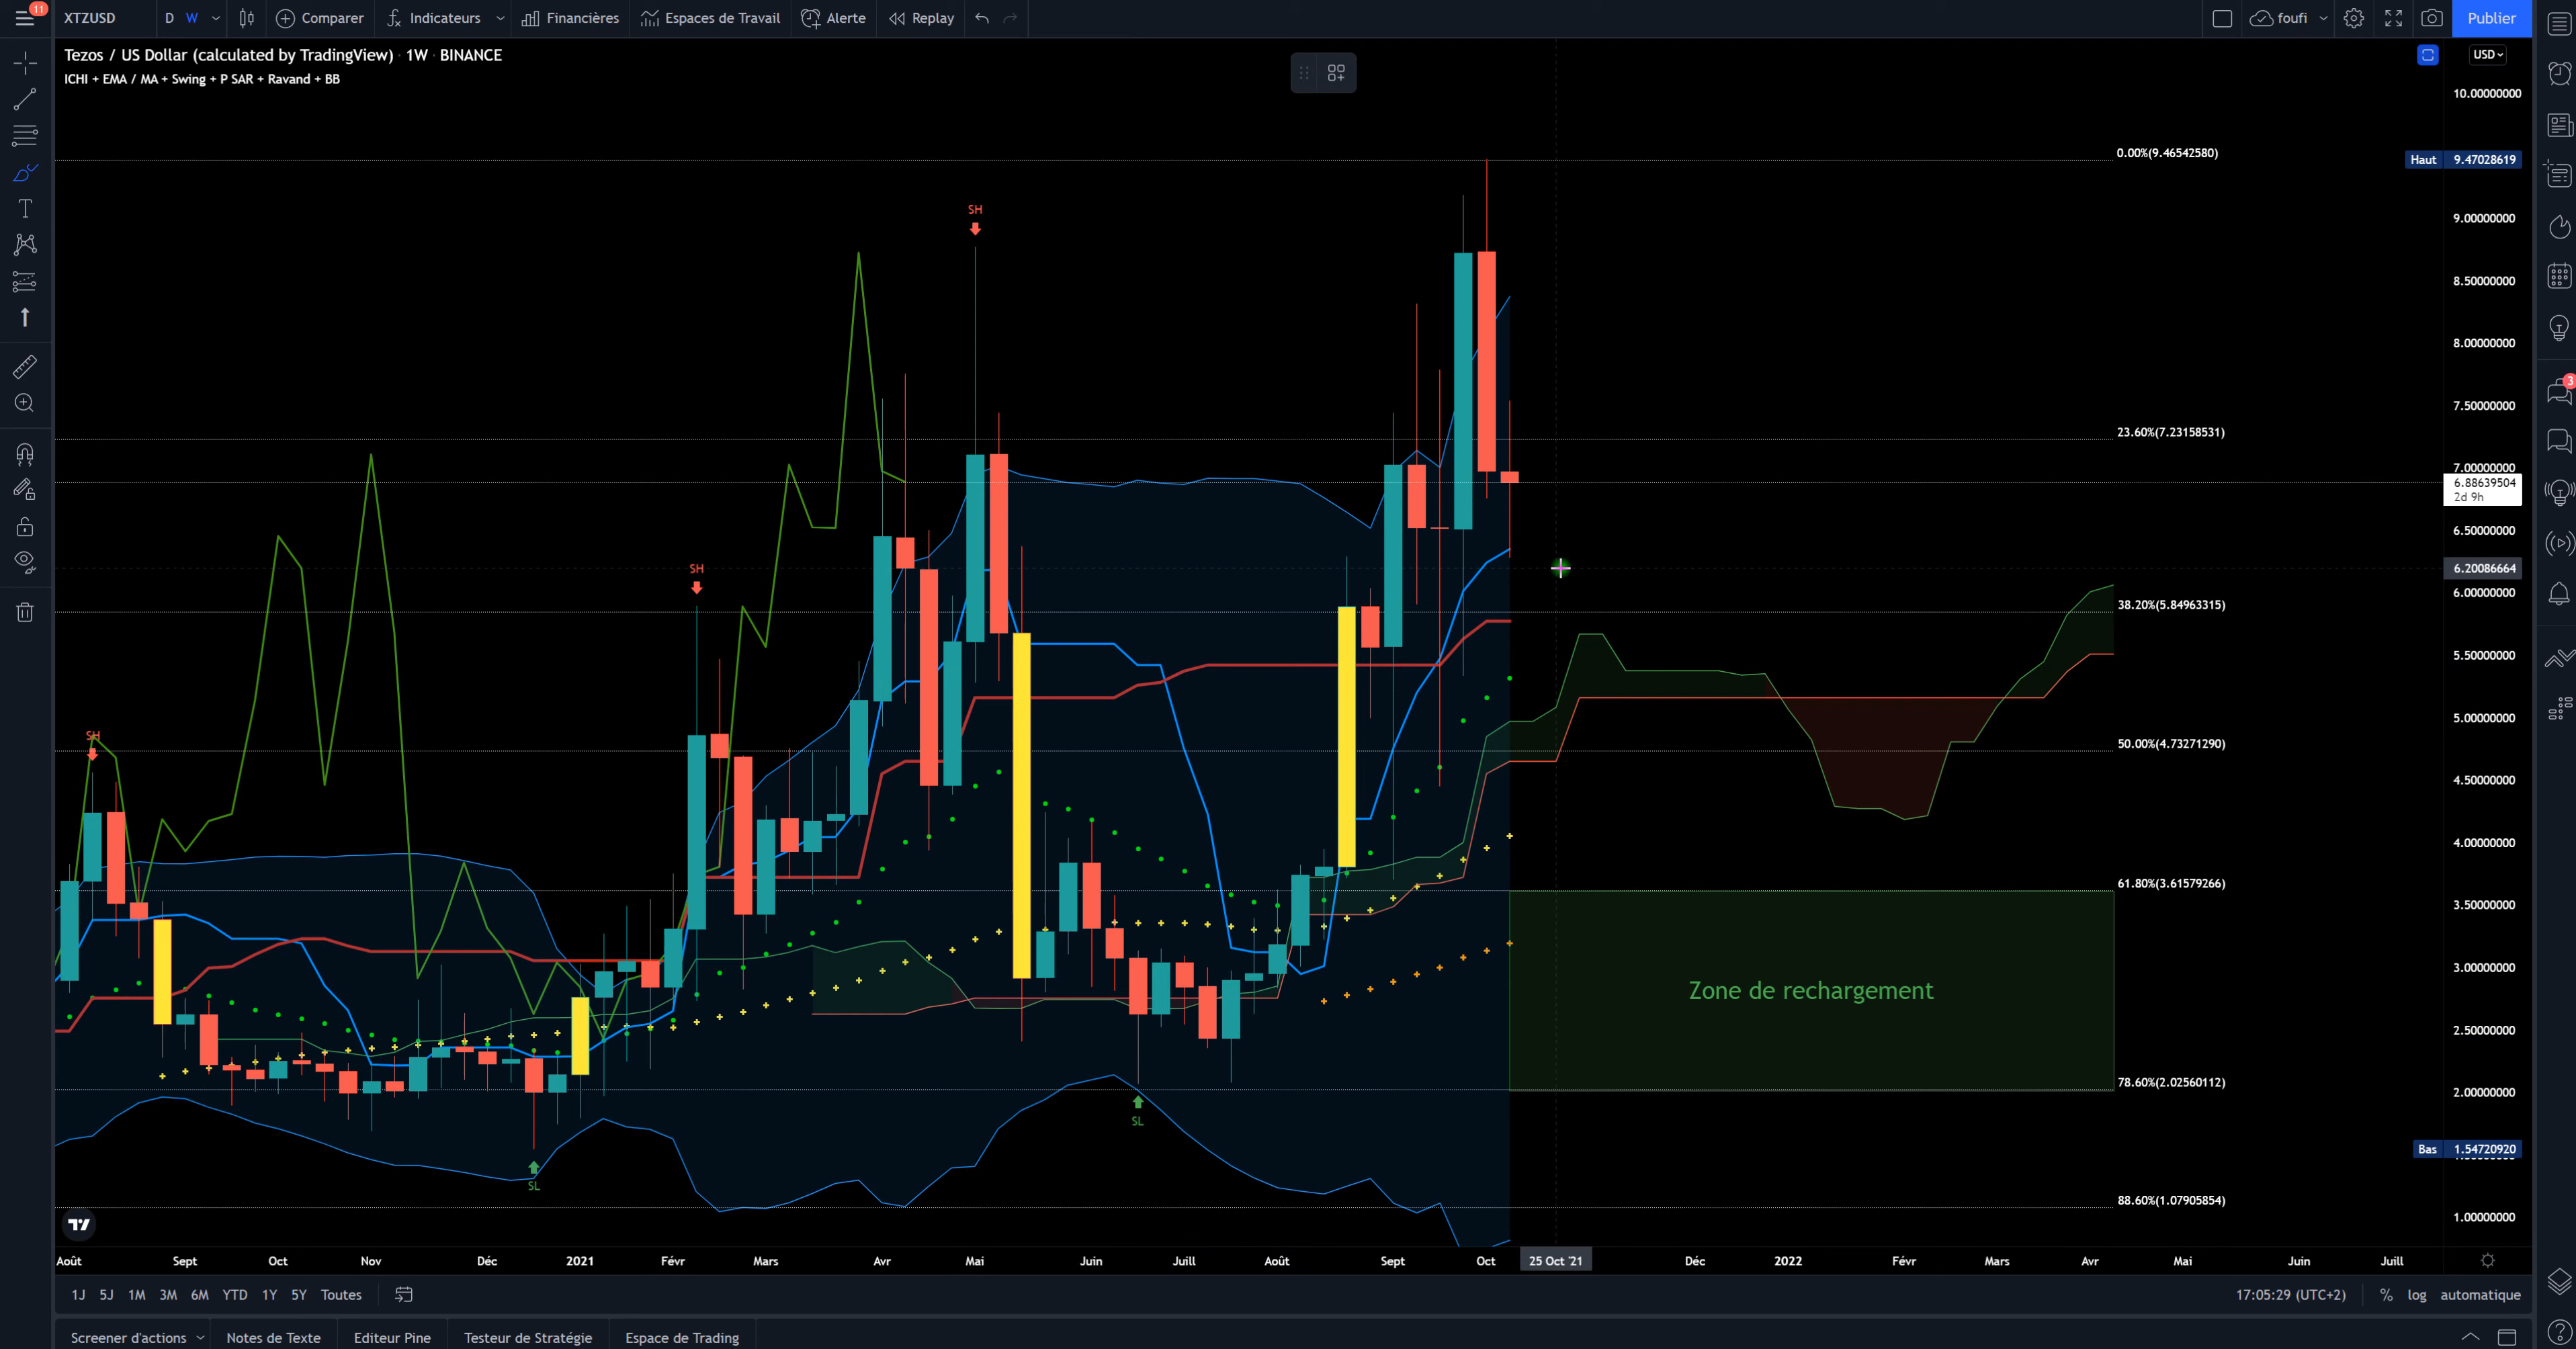 11
XTZUSD D W Comparer Indicateurs Financières Espaces de Travail Alerte Replay foufi Publier
Tezos / US Dollar (calculated by TradingView) · 1W · BINANCE
USD
ICHI + EMA / MA + Swing + P SAR + Ravand + BB
10.00000000
0.00%(9.46542580)
Haut 9.47028619
SH
9.00000000
8.50000000
8.00000000
3
7.50000000
23.60%(7.23158531)
7.00000000
6.88639504
2d 9h
6.50000000
SH
6.20086664
6.00000000
38.20%(5.84963315)
5.50000000
5.00000000
SH
50.00%(4.73271290)
4.50000000
4.00000000
61.80%(3.61579266)
3.50000000
3.00000000
Zone de rechargement
2.50000000
78.60%(2.02560112)
2.00000000
SL
Bas 1.54720920
SL
88.60%(1.07905854)
1.00000000
Août Sept Oct Nov Déc 2021 Févr Mars Avr Mai Juin Juill Août Sept Oct 25 Oct '21 Déc 2022 Févr Mars Avr Mai Juin Juill
1J 5J 1M 3M 6M YTD 1Y 5Y Toutes 17:05:29 (UTC+2) % log automatique
Screener d'actions Notes de Texte Editeur Pine Testeur de Stratégie Espace de Trading